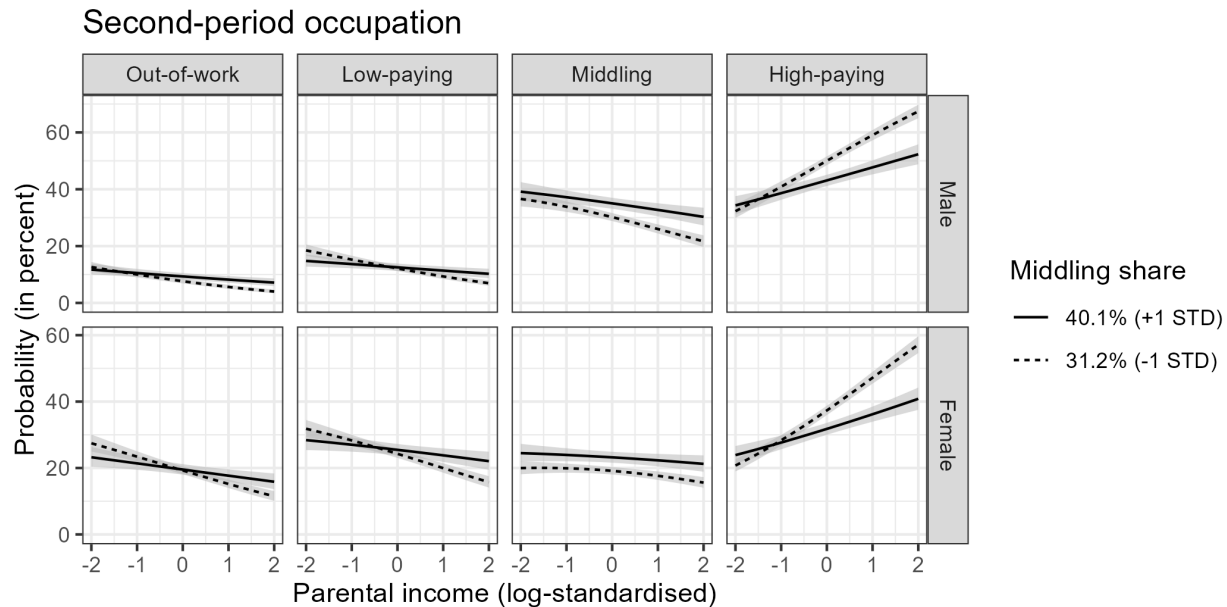 Second-period occupation
Out-of-work Low-paying Middling High-paying
Probability (in percent)
60
40
20
0
Male
60
40
20
0
Female
-2 -1 0 1 2 -2 -1 0 1 2 -2 -1 0 1 2 -2 -1 0 1 2
Parental income (log-standardised)
Middling share
40.1% (+1 STD)
31.2% (-1 STD)